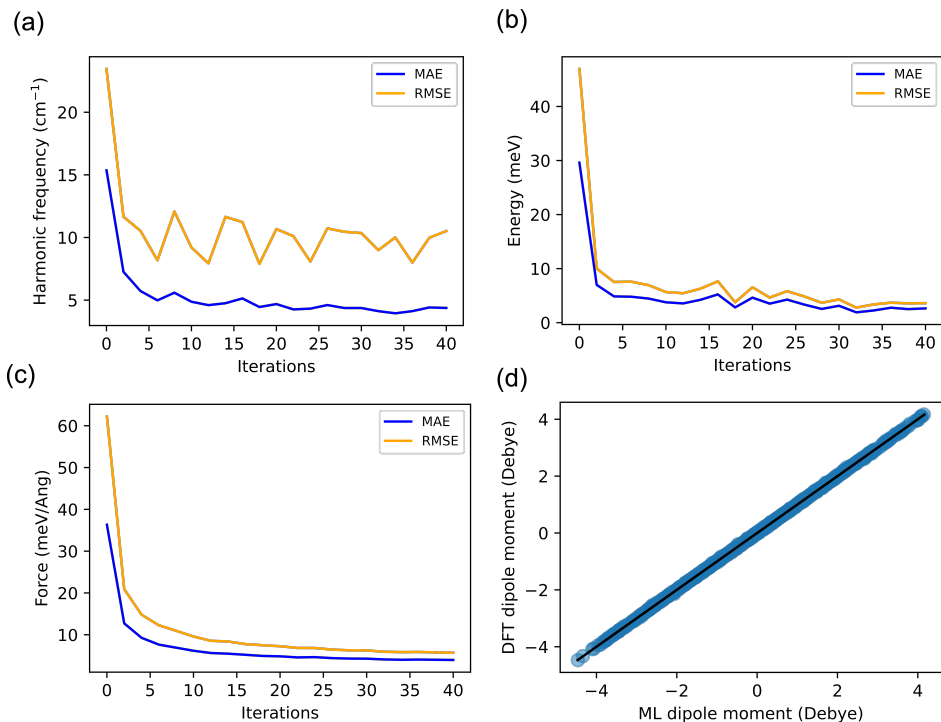 (a)
Harmonic frequency (cm⁻¹)
20
15
10
5
0 5 10 15 20 25 30 35 40
Iterations
MAE
RMSE
(b)
Energy (meV)
40
30
20
10
0
0 5 10 15 20 25 30 35 40
Iterations
MAE
RMSE
(c)
Force (meV/Ang)
60
50
40
30
20
10
0 5 10 15 20 25 30 35 40
Iterations
MAE
RMSE
(d)
DFT dipole moment (Debye)
4
2
0
−2
−4
−4 −2 0 2 4
ML dipole moment (Debye)